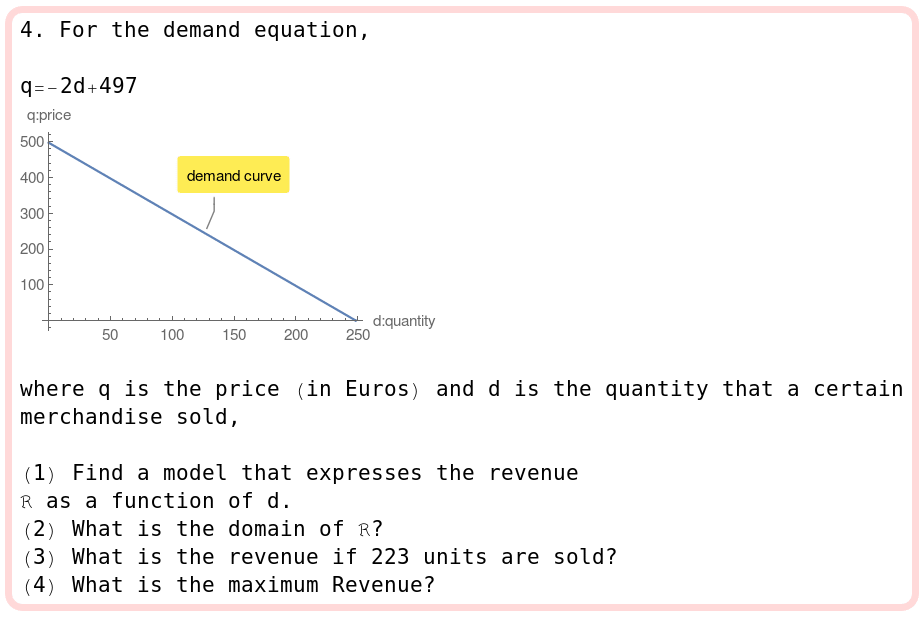 4. For the demand equation,
q=-2d+497
q:price
500
400
300
200
100
demand curve
50 100 150 200 250
d:quantity
where q is the price (in Euros) and d is the quantity that a certain
merchandise sold,
(1) Find a model that expresses the revenue
ℛ as a function of d.
(2) What is the domain of ℛ?
(3) What is the revenue if 223 units are sold?
(4) What is the maximum Revenue?